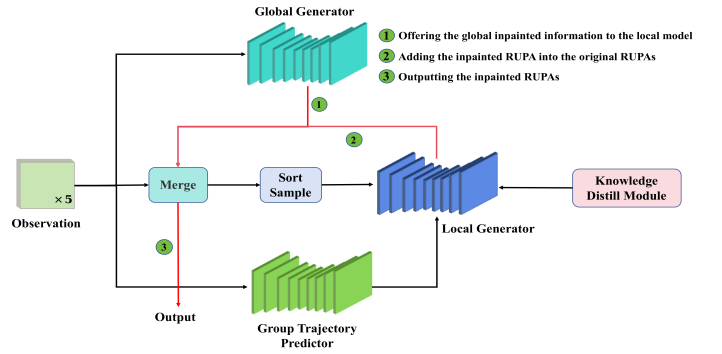 Global Generator
1 Offering the global inpainted information to the local model
2 Adding the inpainted RUPA into the original RUPAs
3 Outputting the inpainted RUPAs
1
2
×5
Observation
Merge
Sort
Sample
Knowledge
Distill Module
Local Generator
3
Output
Group Trajectory
Predictor